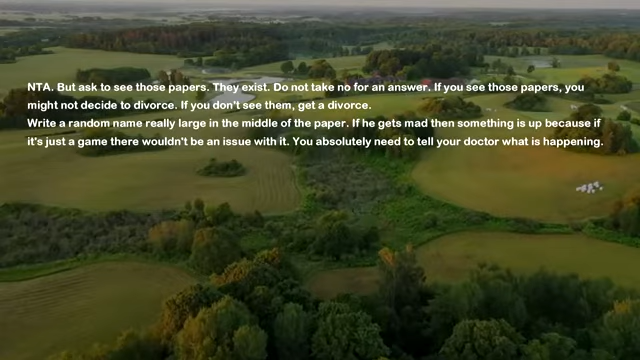 NTA. But ask to see those papers. They exist. Do not take no for an answer. If you see those papers, you
might not decide to divorce. If you don't see them, get a divorce.
Write a random name really large in the middle of the paper. If he gets mad then something is up because if
it's just a game there wouldn't be an issue with it. You absolutely need to tell your doctor what is happening.